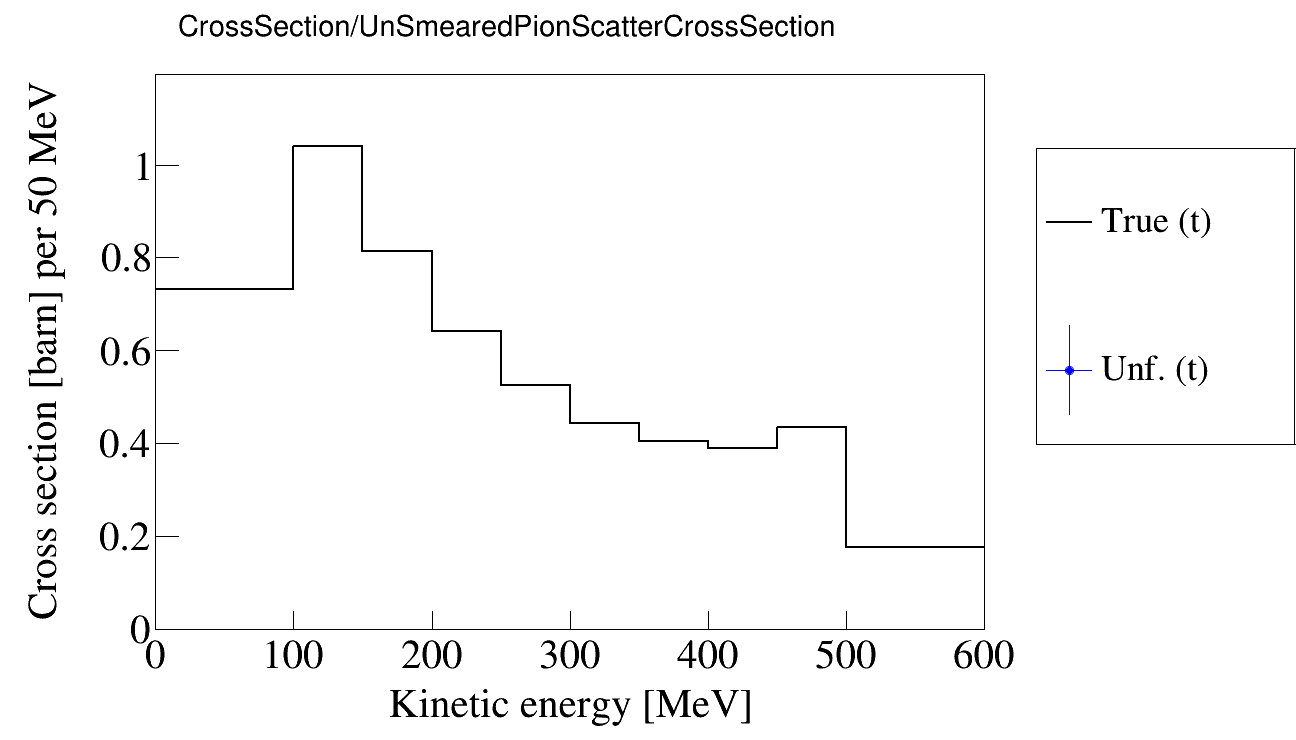 CrossSection/UnSmearedPionScatterCrossSection
Cross section [barn] per 50 MeV
1
0.8
0.6
0.4
0.2
0
0 100 200 300 400 500 600
Kinetic energy [MeV]
True (t)
Unf. (t)